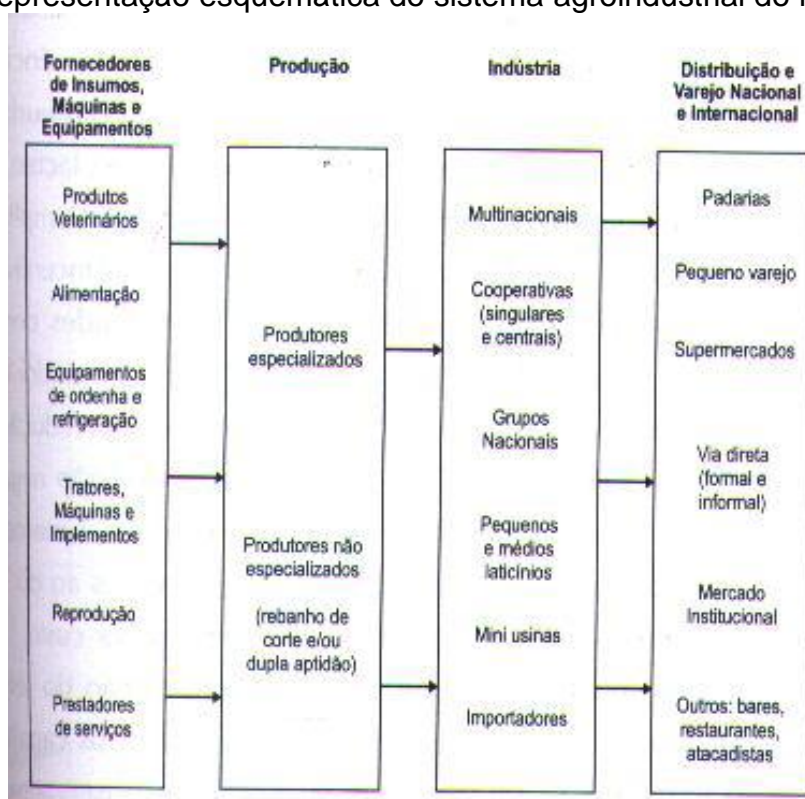 epresentação esquemática do sistema agroindustrial do
Fornecedores
de Insumos,
Máquinas e
Equipamentos
Produtos
Veterinários
Alimentação
Equipamentos
de ordenha e
refrigeração
Tratores,
Máquinas e
Implementos
Reprodução
Prestadores
de serviços
Produção
Produtores
especializados
Produtores não
especializados
(rebanho de
corte e/ou
dupla aptidão)
Indústria
Multinacionais
Cooperativas
(singulares
e centrais)
Grupos
Nacionais
Pequenos
e médios
laticínios
Mini usinas
Importadores
Distribuição e
Varejo Nacional
e Internacional
Padarias
Pequeno varejo
Supermercados
Via direta
(formal e
informal)
Mercado
Institucional
Outros: bares,
restaurantes,
atacadistas